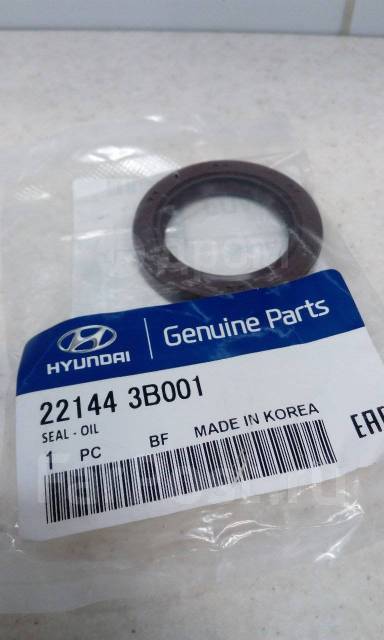 HYUNDAI
Genuine Parts
22144 3B001
SEAL - OIL
1 PC BF MADE IN KOREA
EAC